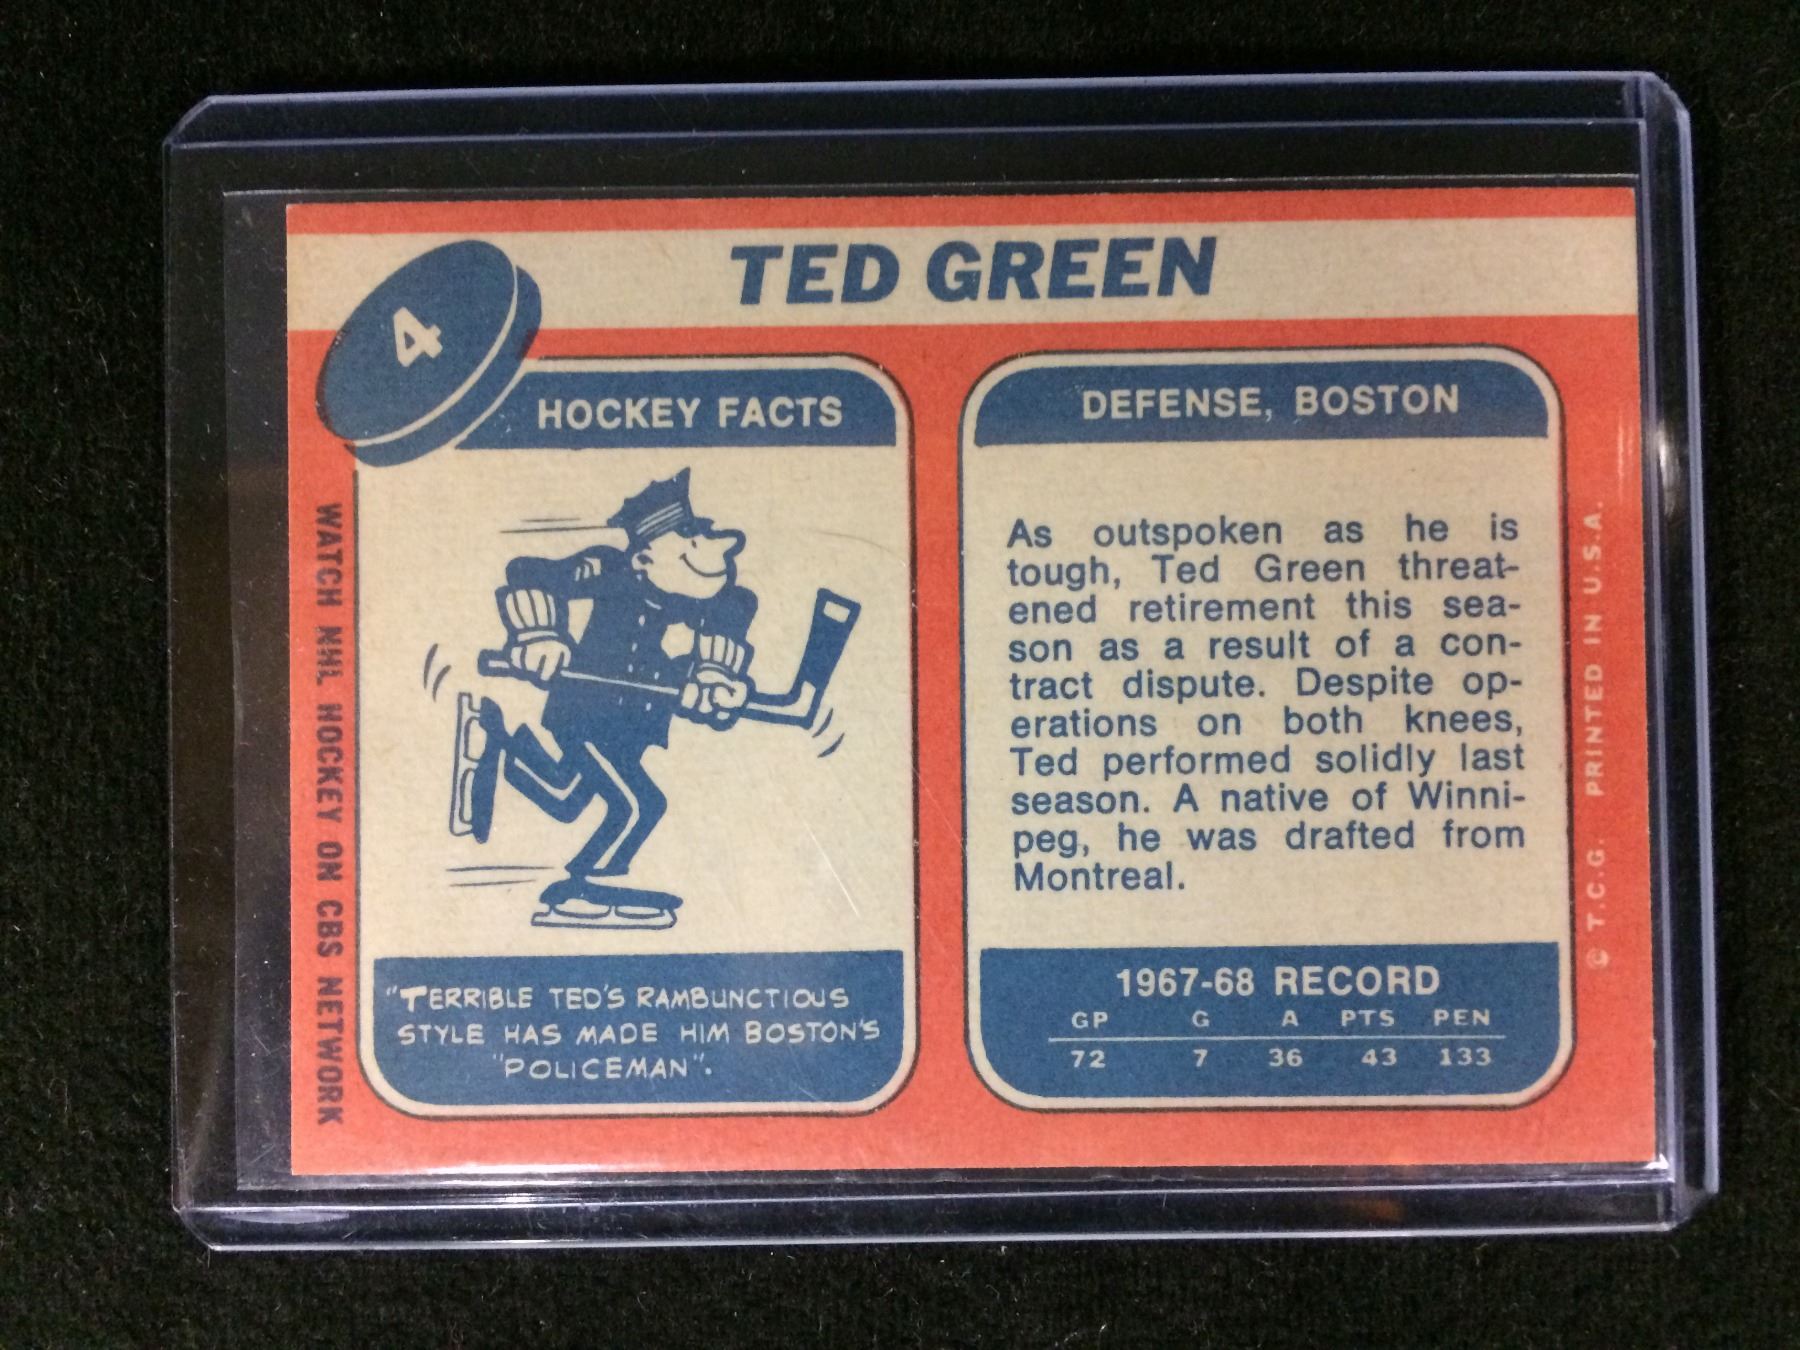 TED GREEN
4
HOCKEY FACTS
"TERRIBLE TED'S RAMBUNCTIOUS
STYLE HAS MADE HIM BOSTON'S
"POLICEMAN".
DEFENSE, BOSTON
As outspoken as he is
tough, Ted Green threat-
ened retirement this sea-
son as a result of a con-
tract dispute. Despite op-
erations on both knees,
Ted performed solidly last
season. A native of Winni-
peg, he was drafted from
Montreal.
1967-68 RECORD
GP G A PTS PEN
72 7 36 43 133
WATCH NHL HOCKEY ON CBS NETWORK
© T.C.G. PRINTED IN U.S.A.